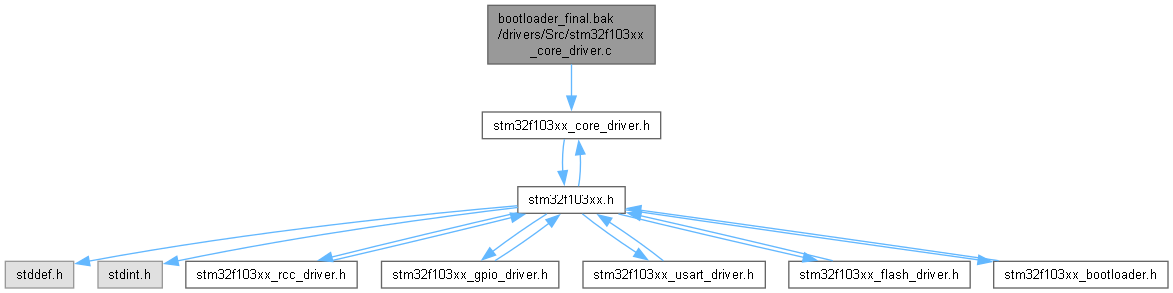 bootloader_final.bak
/drivers/Src/stm32f103xx
_core_driver.c
stm32f103xx_core_driver.h
stm32f103xx.h
stddef.h
stdint.h
stm32f103xx_rcc_driver.h
stm32f103xx_gpio_driver.h
stm32f103xx_usart_driver.h
stm32f103xx_flash_driver.h
stm32f103xx_bootloader.h